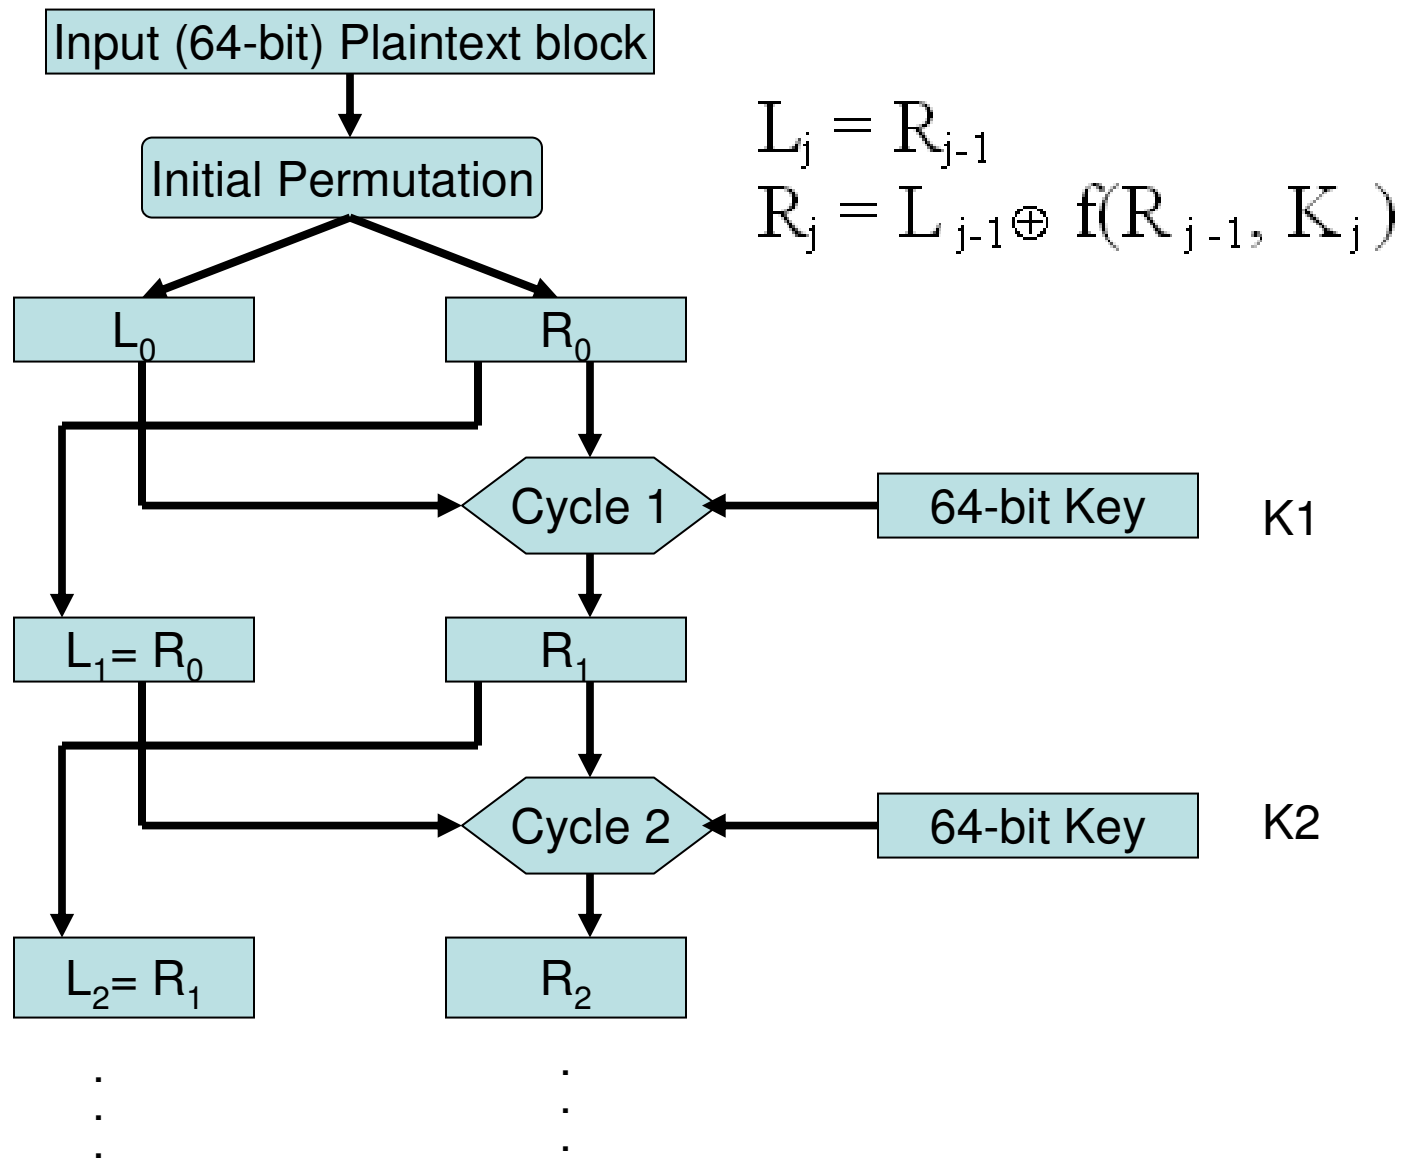 Input (64-bit) Plaintext block
Initial Permutation
Lj = Rj-1
Rj = L j-1⊕ f(R j -1, K j )
L0
R0
Cycle 1
64-bit Key
K1
L1= R0
R1
Cycle 2
64-bit Key
K2
L2= R1
R2
. .
. .
. .